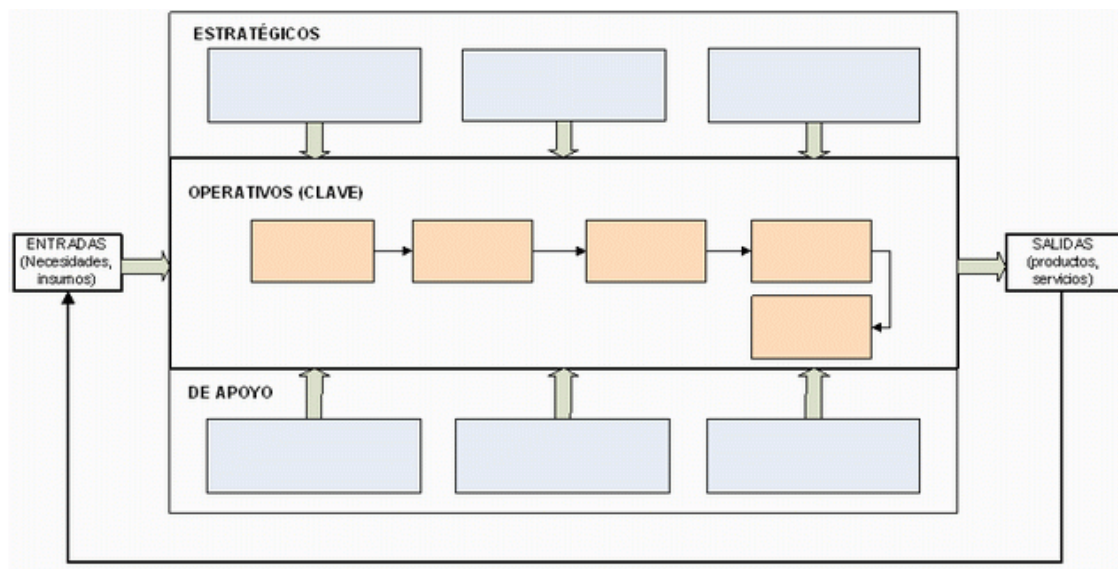 ESTRATÉGICOS
OPERATIVOS (CLAVE)
ENTRADAS
(Necesidades,
insumos)
SALIDAS
(productos,
servicios)
DE APOYO